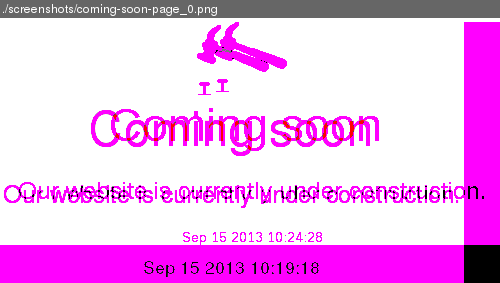 ./screenshots/coming-soon-page_0.png
Coming soon
Coming soon
Our website is currently under construction.
Our website is currently under construction.
Sep 15 2013 10:24:28
Sep 15 2013 10:19:18